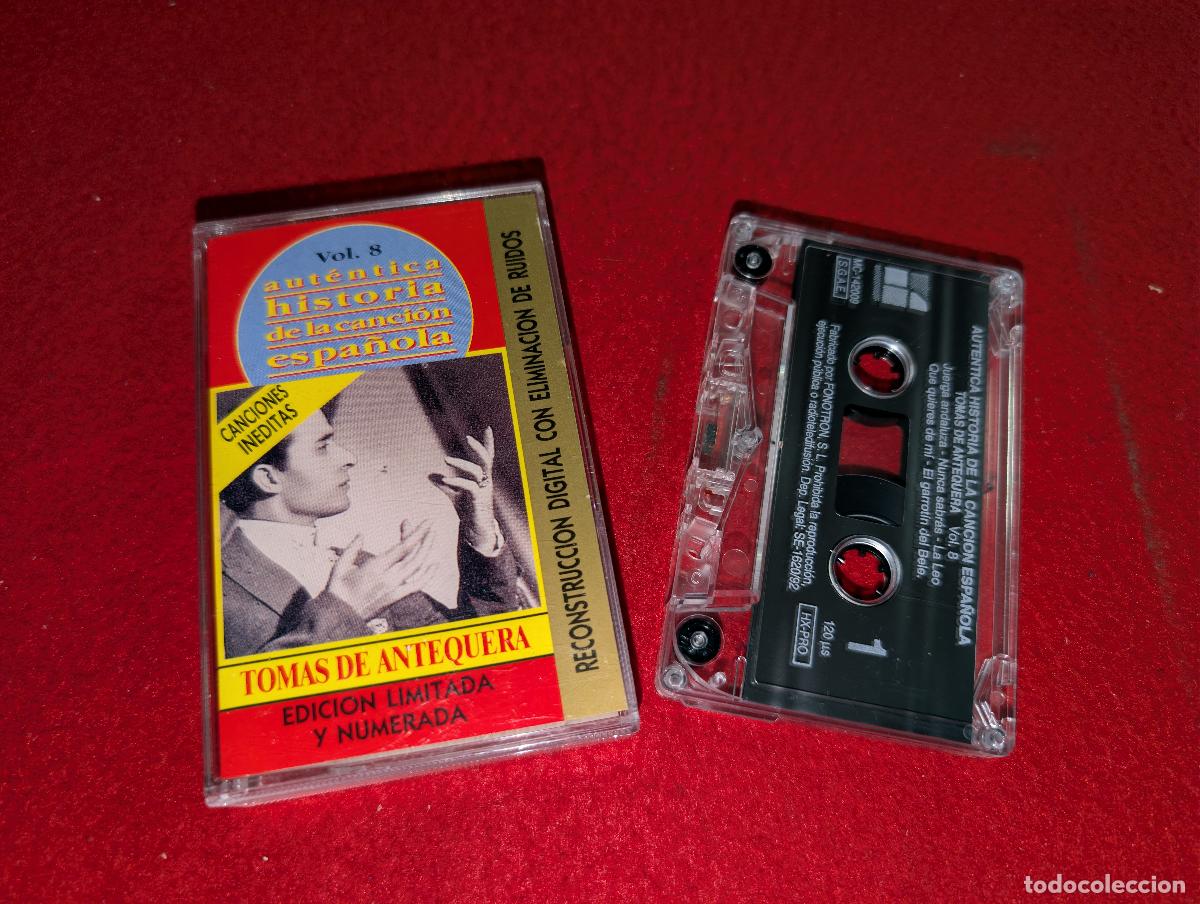 Vol. 8
auténtica
historia
de la canción
española
CANCIONES
INEDITAS
TOMAS DE ANTEQUERA
EDICION LIMITADA
Y NUMERADA
RECONSTRUCCION DIGITAL CON ELIMINACION DE RUIDOS
AUTENTICA HISTORIA DE LA CANCION ESPAÑOLA
TOMAS DE ANTEQUERA Vol. 8
Juerga andaluza - Nunca sabrás - La Leo
Que quieres de mí - El garrotín del Bele.
MC-142009
S.G.A.E.
1
120 µs
HX-PRO
Fabricado por FONOTRON, S. L. Prohibida la reproducción,
ejecución pública o radioteledifusión. Dep. Legal: SE-1620/92
todocoleccion